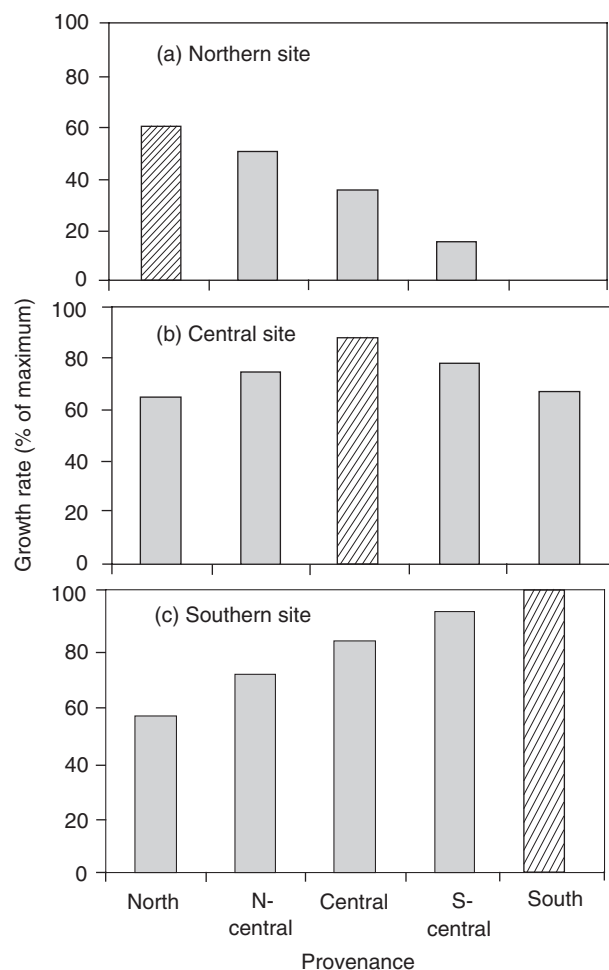 Growth rate (% of maximum)
100
(a) Northern site
80
60
40
20
0
100
(b) Central site
80
60
40
20
0
100
(c) Southern site
80
60
40
20
0
North
N-
central
Central
S-
central
South
Provenance